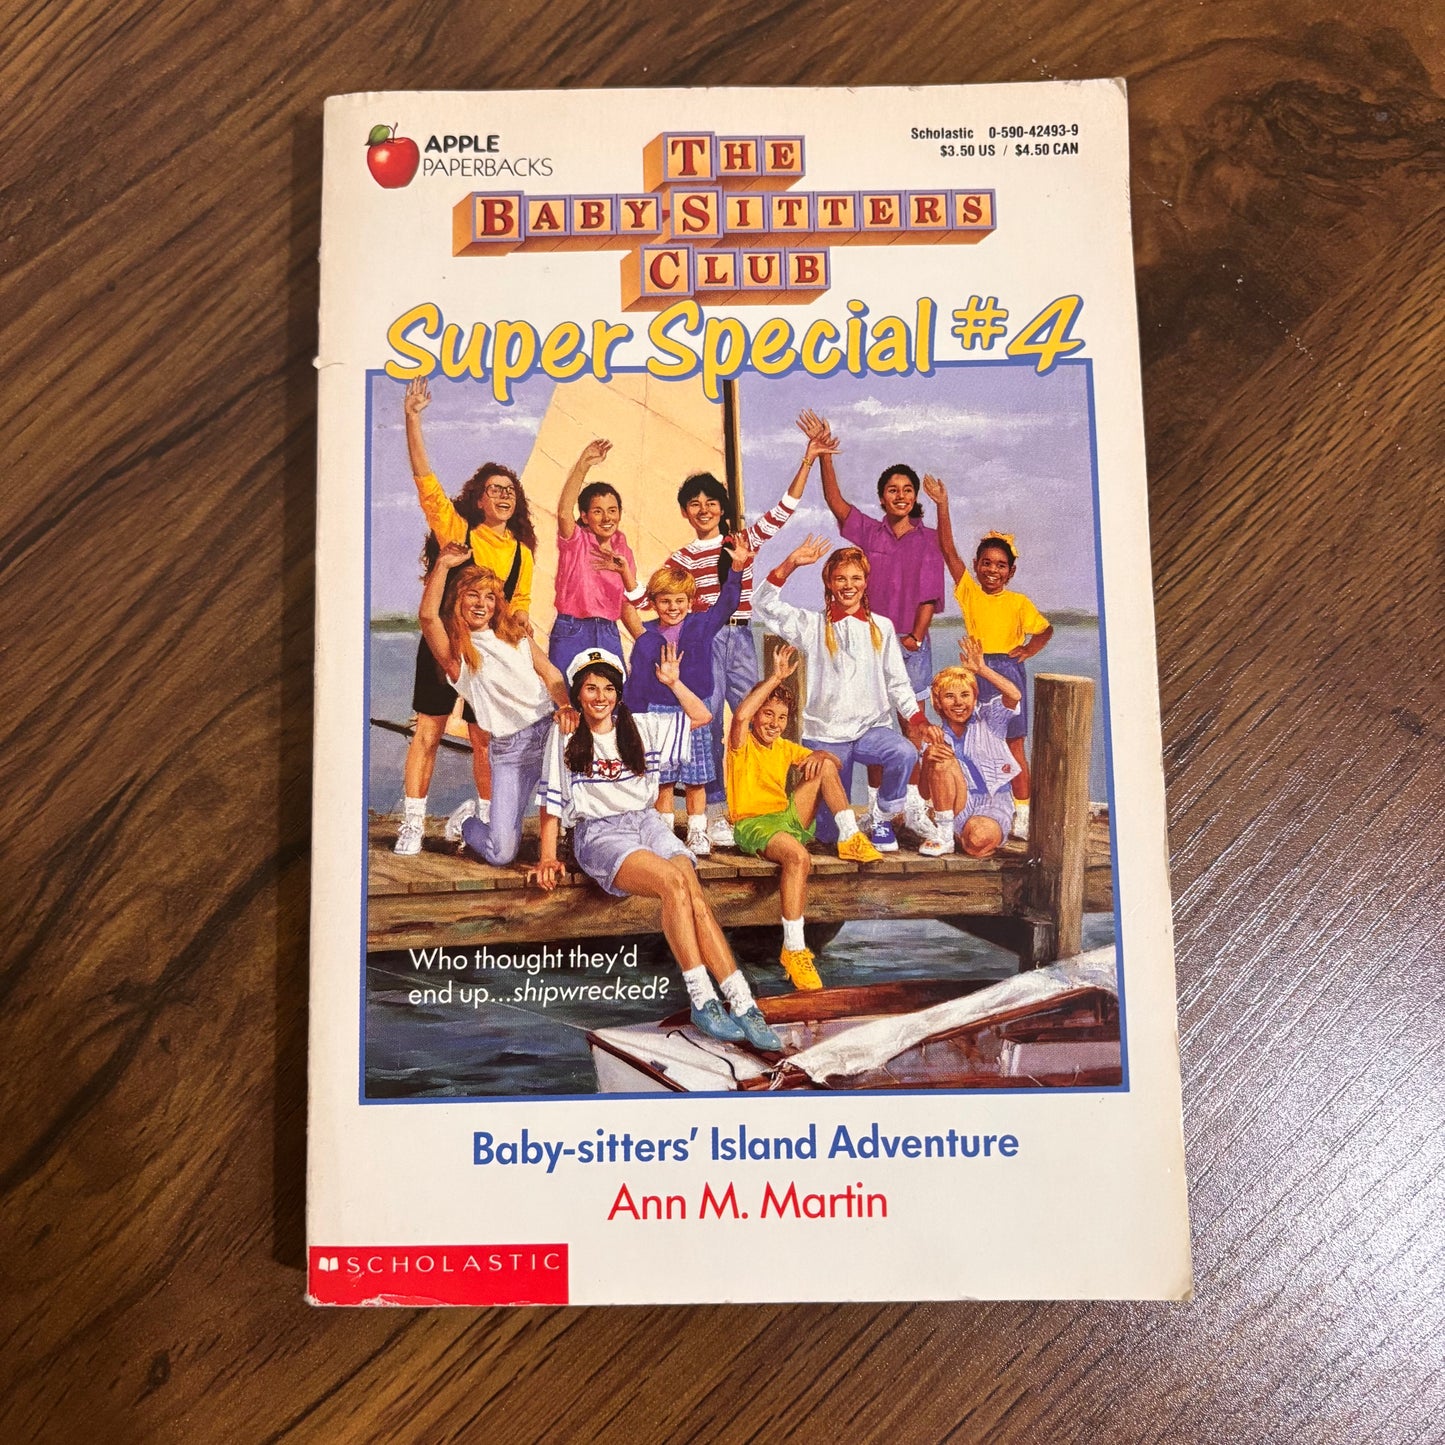 APPLE
PAPERBACKS
Scholastic 0-590-42493-9
$3.50 US / $4.50 CAN
THE
BABY-SITTERS
CLUB
Super Special #4
Who thought they'd
end up...shipwrecked?
Baby-sitters' Island Adventure
Ann M. Martin
SCHOLASTIC